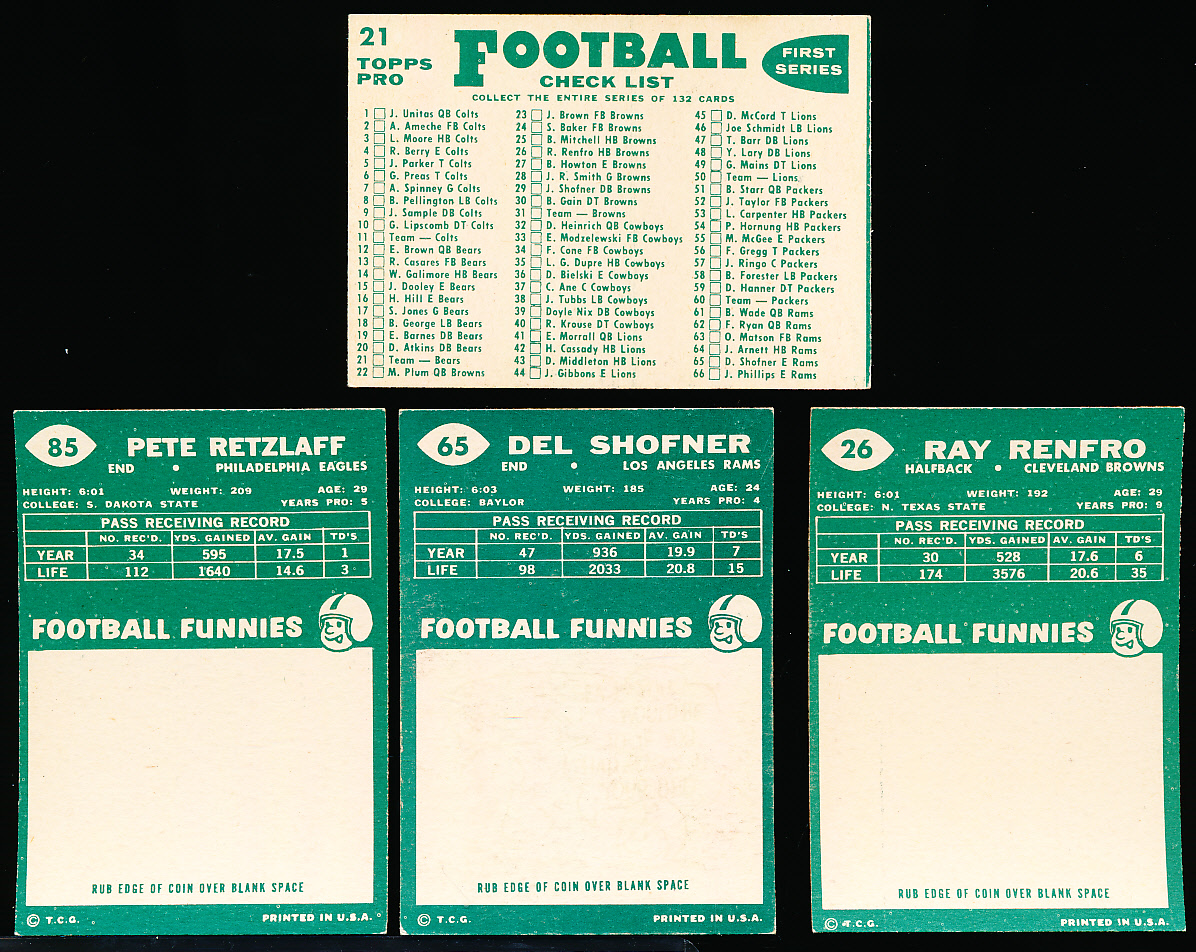 21
TOPPS
PRO
FOOTBALL
CHECK LIST
FIRST
SERIES
COLLECT THE ENTIRE SERIES OF 132 CARDS
1 J. Unitas QB Colts
2 A. Ameche FB Colts
3 L. Moore HB Colts
4 R. Berry E Colts
5 J. Parker T Colts
6 G. Preas T Colts
7 A. Spinney G Colts
8 B. Pellington LB Colts
9 J. Sample DB Colts
10 G. Lipscomb DT Colts
11 Team — Colts
12 E. Brown QB Bears
13 R. Casares FB Bears
14 W. Galimore HB Bears
15 J. Dooley E Bears
16 H. Hill E Bears
17 S. Jones G Bears
18 B. George LB Bears
19 E. Barnes DB Bears
20 D. Atkins DB Bears
21 Team — Bears
22 M. Plum QB Browns
23 J. Brown FB Browns
24 S. Baker FB Browns
25 B. Mitchell HB Browns
26 R. Renfro HB Browns
27 B. Howton E Browns
28 J. R. Smith G Browns
29 J. Shofner DB Browns
30 B. Gain DT Browns
31 Team — Browns
32 D. Heinrich QB Cowboys
33 E. Modzelewski FB Cowboys
34 F. Cone FB Cowboys
35 L. G. Dupre HB Cowboys
36 D. Bielski E Cowboys
37 C. Ane C Cowboys
38 J. Tubbs LB Cowboys
39 Doyle Nix DB Cowboys
40 R. Krouse DT Cowboys
41 E. Morrall QB Lions
42 H. Cassady HB Lions
43 D. Middleton HB Lions
44 J. Gibbons E Lions
45 D. McCord T Lions
46 Joe Schmidt LB Lions
47 T. Barr DB Lions
48 Y. Lary DB Lions
49 G. Mains DT Lions
50 Team — Lions
51 B. Starr QB Packers
52 J. Taylor FB Packers
53 L. Carpenter HB Packers
54 P. Hornung HB Packers
55 M. McGee E Packers
56 F. Gregg T Packers
57 J. Ringo C Packers
58 B. Forester LB Packers
59 D. Hanner DT Packers
60 Team — Packers
61 B. Wade QB Rams
62 F. Ryan QB Rams
63 O. Matson FB Rams
64 J. Arnett HB Rams
65 D. Shofner E Rams
66 J. Phillips E Rams
85 PETE RETZLAFF
END • PHILADELPHIA EAGLES
HEIGHT: 6:01 WEIGHT: 209 AGE: 29
COLLEGE: S. DAKOTA STATE YEARS PRO: 5
PASS RECEIVING RECORD
NO. REC'D. YDS. GAINED AV. GAIN TD'S
YEAR 34 595 17.5 1
LIFE 112 1640 14.6 3
FOOTBALL FUNNIES
RUB EDGE OF COIN OVER BLANK SPACE
© T.C.G. PRINTED IN U.S.A.
65 DEL SHOFNER
END • LOS ANGELES RAMS
HEIGHT: 6:03 WEIGHT: 185 AGE: 24
COLLEGE: BAYLOR YEARS PRO: 4
PASS RECEIVING RECORD
NO. REC'D. YDS. GAINED AV. GAIN TD'S
YEAR 47 936 19.9 7
LIFE 98 2033 20.8 15
FOOTBALL FUNNIES
RUB EDGE OF COIN OVER BLANK SPACE
© T.C.G. PRINTED IN U.S.A.
26 RAY RENFRO
HALFBACK • CLEVELAND BROWNS
HEIGHT: 6:01 WEIGHT: 192 AGE: 29
COLLEGE: N. TEXAS STATE YEARS PRO: 9
PASS RECEIVING RECORD
NO. REC'D. YDS. GAINED AV. GAIN TD'S
YEAR 30 528 17.6 6
LIFE 174 3576 20.6 35
FOOTBALL FUNNIES
RUB EDGE OF COIN OVER BLANK SPACE
© T.C.G. PRINTED IN U.S.A.